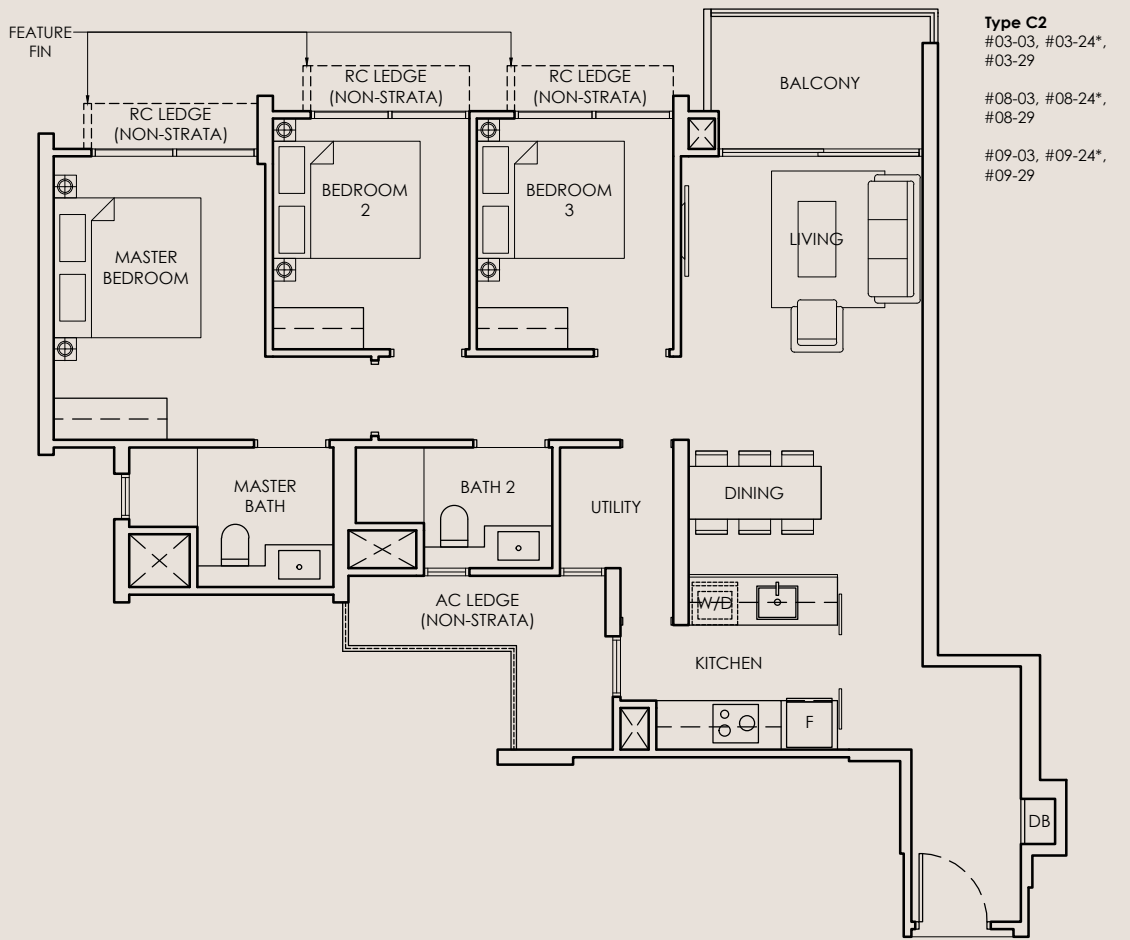 Type C2
#03-03, #03-24*,
#03-29
#08-03, #08-24*,
#08-29
#09-03, #09-24*,
#09-29
FEATURE
FIN
RC LEDGE
(NON-STRATA)
RC LEDGE
(NON-STRATA)
RC LEDGE
(NON-STRATA)
BALCONY
MASTER
BEDROOM
BEDROOM
2
BEDROOM
3
LIVING
MASTER
BATH
BATH 2
UTILITY
DINING
AC LEDGE
(NON-STRATA)
W/D
KITCHEN
F
DB